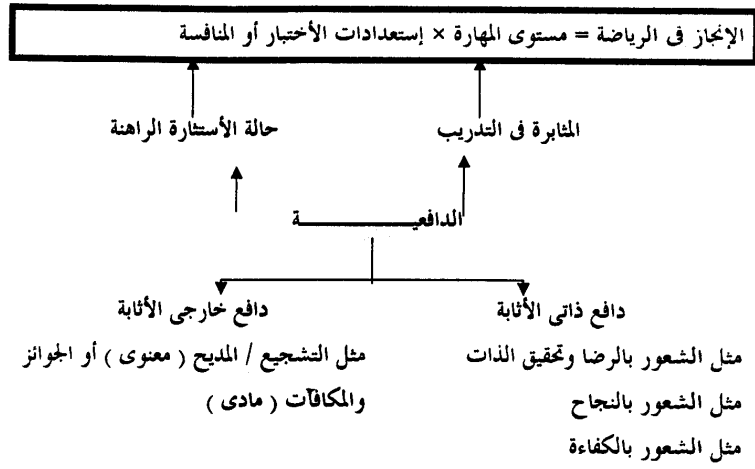 الإنجاز فى الرياضة = مستوى المهارة × إستعدادات الأختبار أو المنافسة
المثابرة فى التدريب
حالة الأستثارة الراهنة
الدافعيــــــــــــة
دافع ذاتى الأثابة
دافع خارجى الأثابة
مثل الشعور بالرضا وتحقيق الذات
مثل التشجيع / المديح ( معنوى ) أو الجوائز
مثل الشعور بالنجاح
والمكافآت ( مادى )
مثل الشعور بالكفاءة